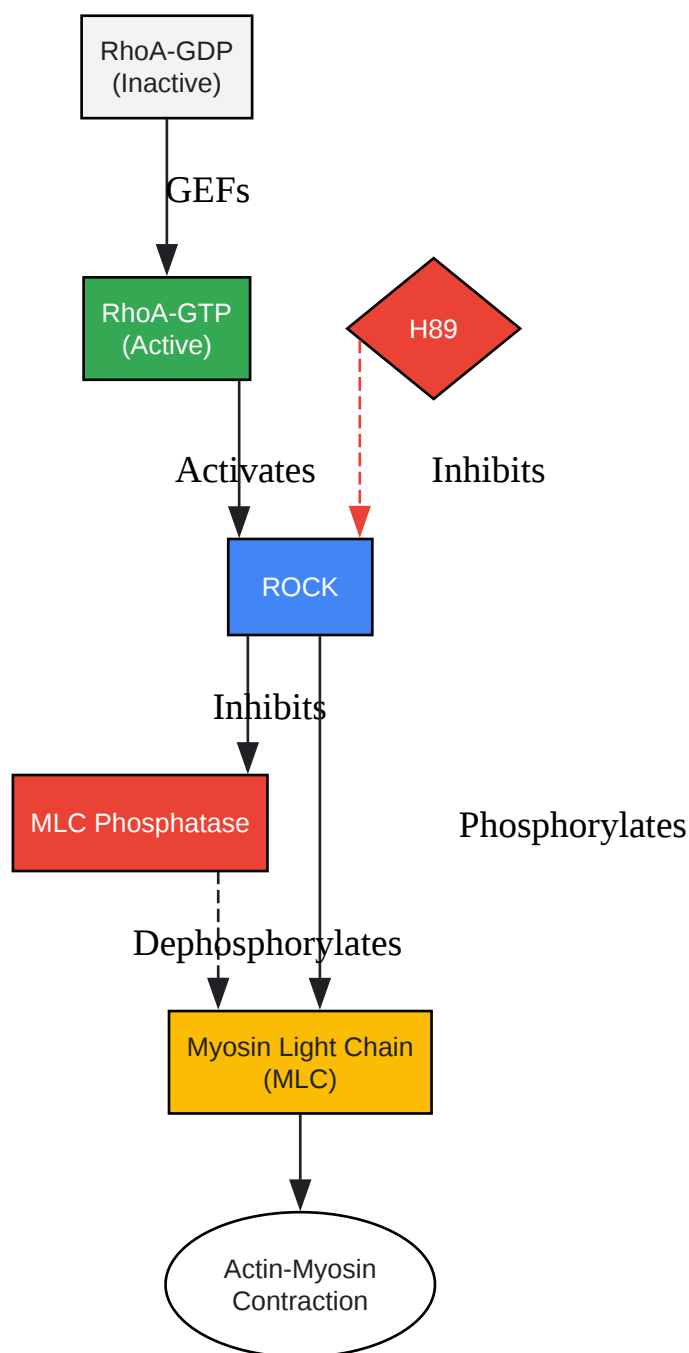 RhoA-GDP
(Inactive)
GEFs
RhoA-GTP
(Active)
H89
Activates
Inhibits
ROCK
Inhibits
MLC Phosphatase
Phosphorylates
Dephosphorylates
Myosin Light Chain
(MLC)
Actin-Myosin
Contraction